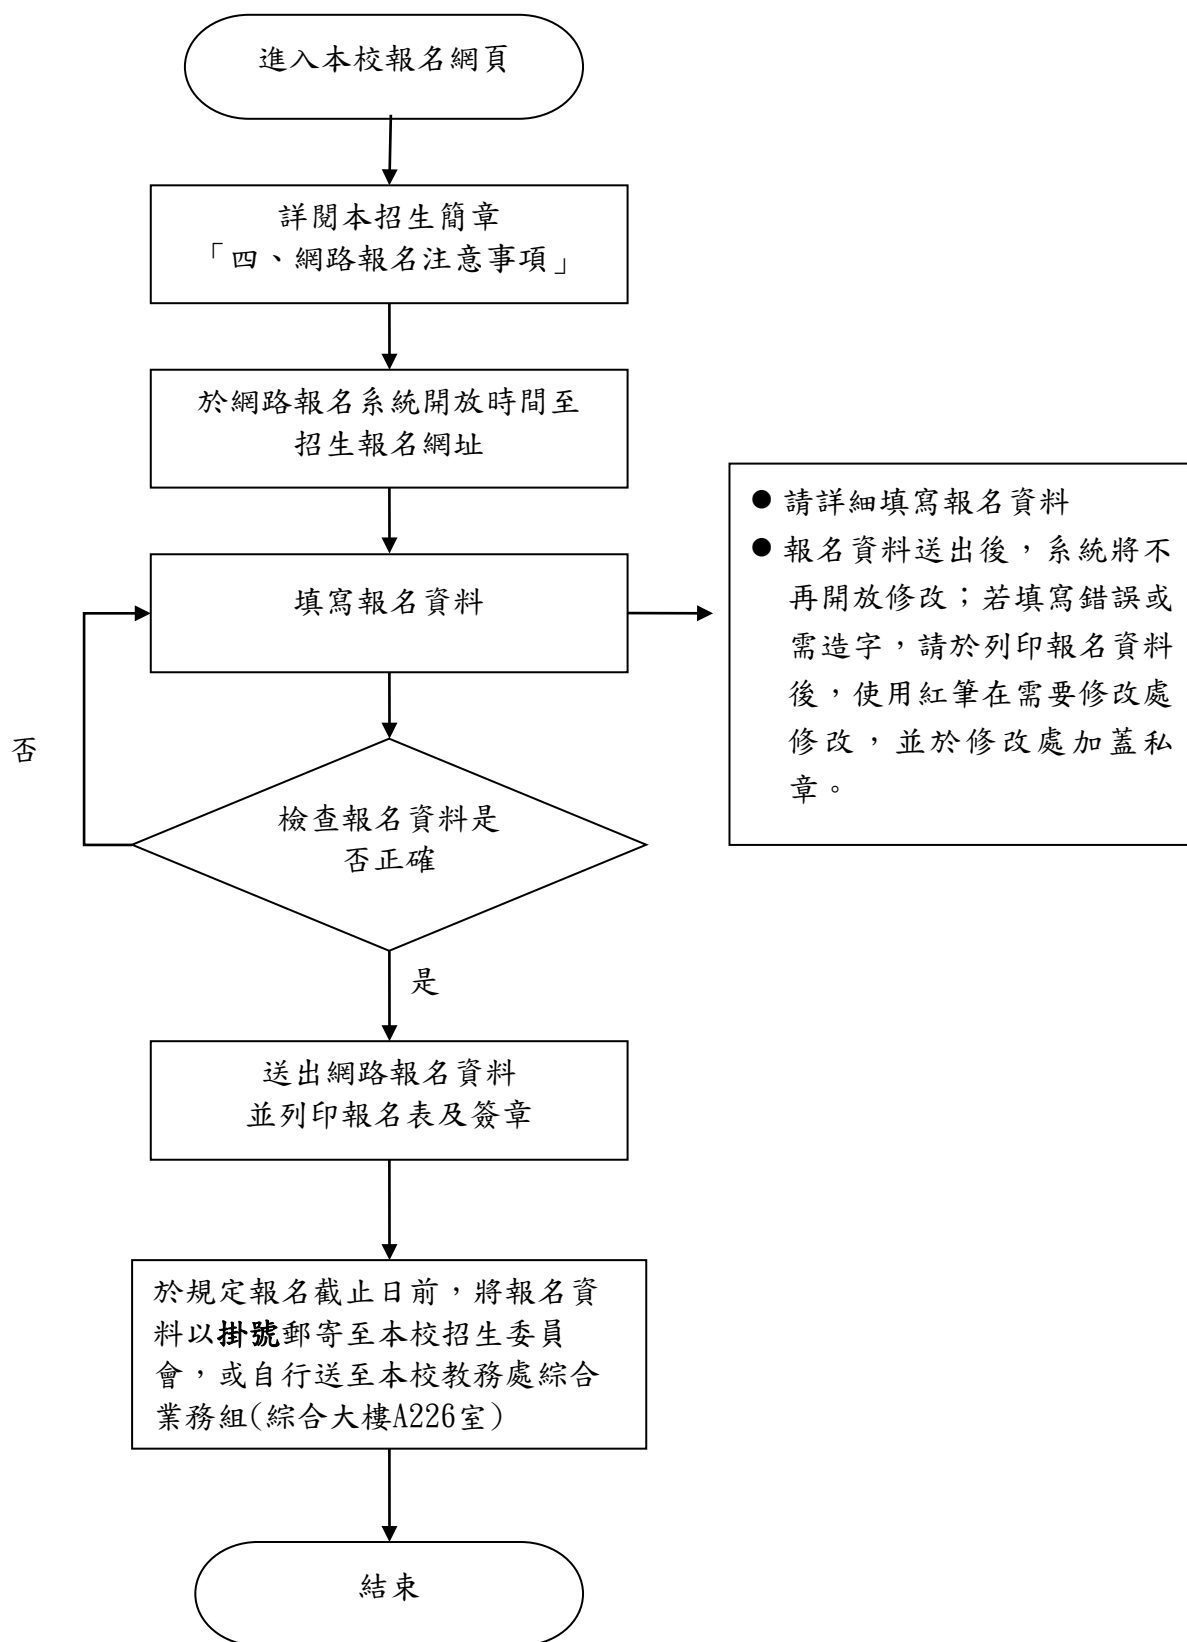 進入本校報名網頁
詳閱本招生簡章
「四、網路報名注意事項」
於網路報名系統開放時間至
招生報名網址
填寫報名資料
● 請詳細填寫報名資料
● 報名資料送出後，系統將不
再開放修改；若填寫錯誤或
需造字，請於列印報名資料
後，使用紅筆在需要修改處
修改，並於修改處加蓋私
章。
否
檢查報名資料是
否正確
是
送出網路報名資料
並列印報名表及簽章
於規定報名截止日前，將報名資
料以掛號郵寄至本校招生委員
會，或自行送至本校教務處綜合
業務組(綜合大樓A226室)
結束